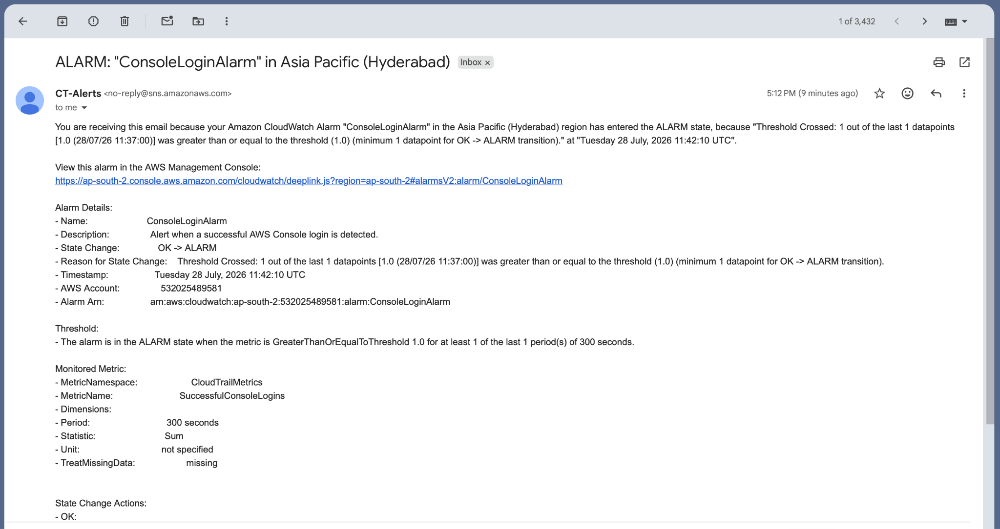 1 of 3,432
ALARM: "ConsoleLoginAlarm" in Asia Pacific (Hyderabad) Inbox ×
CT-Alerts <no-reply@sns.amazonaws.com> 5:12 PM (9 minutes ago)
to me
You are receiving this email because your Amazon CloudWatch Alarm "ConsoleLoginAlarm" in the Asia Pacific (Hyderabad) region has entered the ALARM state, because "Threshold Crossed: 1 out of the last 1 datapoints
[1.0 (28/07/26 11:37:00)] was greater than or equal to the threshold (1.0) (minimum 1 datapoint for OK -> ALARM transition)." at "Tuesday 28 July, 2026 11:42:10 UTC".
View this alarm in the AWS Management Console:
https://ap-south-2.console.aws.amazon.com/cloudwatch/deeplink.js?region=ap-south-2#alarmsV2:alarm/ConsoleLoginAlarm
Alarm Details:
- Name: ConsoleLoginAlarm
- Description: Alert when a successful AWS Console login is detected.
- State Change: OK -> ALARM
- Reason for State Change: Threshold Crossed: 1 out of the last 1 datapoints [1.0 (28/07/26 11:37:00)] was greater than or equal to the threshold (1.0) (minimum 1 datapoint for OK -> ALARM transition).
- Timestamp: Tuesday 28 July, 2026 11:42:10 UTC
- AWS Account: 532025489581
- Alarm Arn: arn:aws:cloudwatch:ap-south-2:532025489581:alarm:ConsoleLoginAlarm
Threshold:
- The alarm is in the ALARM state when the metric is GreaterThanOrEqualToThreshold 1.0 for at least 1 of the last 1 period(s) of 300 seconds.
Monitored Metric:
- MetricNamespace: CloudTrailMetrics
- MetricName: SuccessfulConsoleLogins
- Dimensions:
- Period: 300 seconds
- Statistic: Sum
- Unit: not specified
- TreatMissingData: missing
State Change Actions:
- OK: